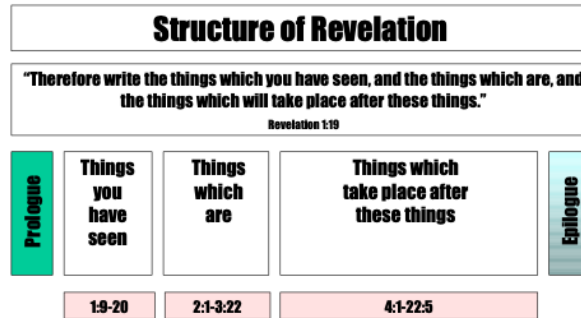 Structure of Revelation
“Therefore write the things which you have seen, and the things which are, and
the things which will take place after these things.”
Revelation 1:19
Prologue
Things
you
have
seen
Things
which
are
Things which
take place after
these things
Epilogue
1:9-20
2:1-3:22
4:1-22:5